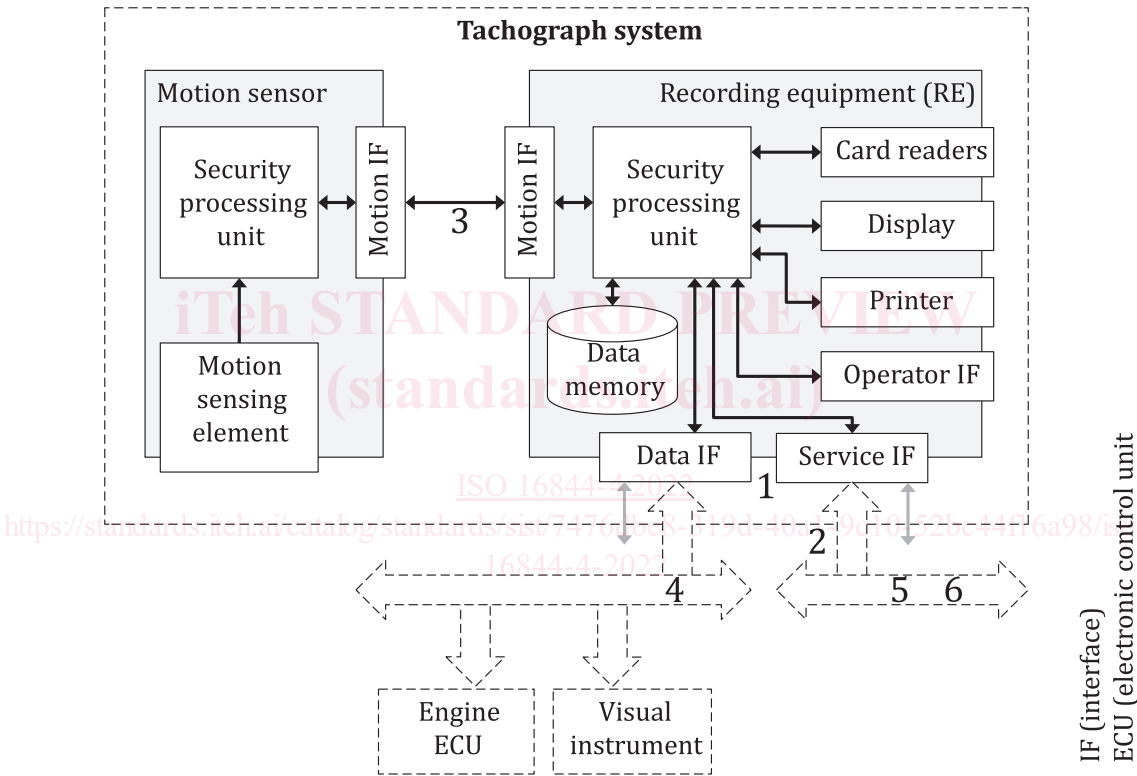 Tachograph system
Motion sensor
Recording equipment (RE)
Security
processing
unit
Motion IF
3
Motion IF
Security
processing
unit
Card readers
Display
Printer
Operator IF
iTeh STANDARD PREVIEW
(standards.iteh.ai)
Motion
sensing
element
Data
memory
Data IF
Service IF
1
ISO 16844-4:2022
2
16844-4-2022
4
5 6
Engine
ECU
Visual
instrument
IF (interface)
ECU (electronic control unit